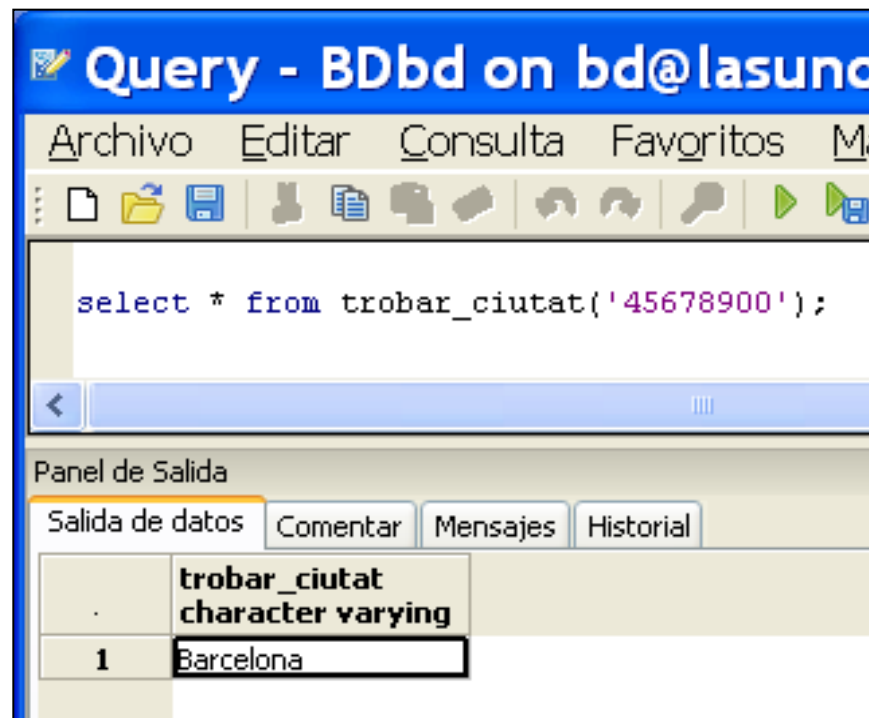 Query - BDbd on bd@lasunc
Archivo Editar Consulta Favoritos Ma
select * from trobar_ciutat('45678900');
Panel de Salida
Salida de datos Comentar Mensajes Historial
trobar_ciutat
character varying
1 Barcelona